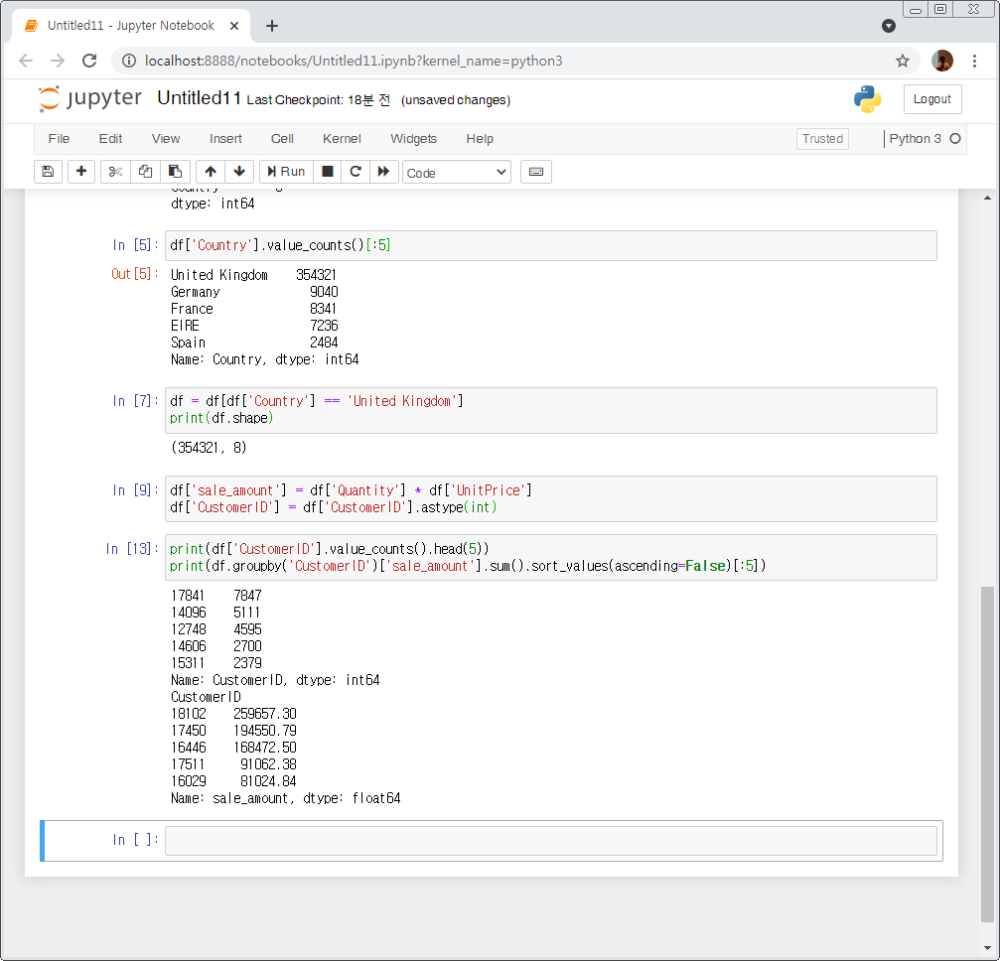 Untitled11 - Jupyter Notebook
localhost:8888/notebooks/Untitled11.ipynb?kernel_name=python3
jupyter Untitled11 Last Checkpoint: 18분 전 (unsaved changes)
Logout
File Edit View Insert Cell Kernel Widgets Help
Trusted
Python 3
Run
Code
dtype: int64
In [5]: df['Country'].value_counts()[:5]
Out[5]: United Kingdom    354321
Germany             9040
France              8341
EIRE                7236
Spain               2484
Name: Country, dtype: int64
In [7]: df = df[df['Country'] == 'United Kingdom']
print(df.shape)
(354321, 8)
In [9]: df['sale_amount'] = df['Quantity'] * df['UnitPrice']
df['CustomerID'] = df['CustomerID'].astype(int)
In [13]: print(df['CustomerID'].value_counts().head(5))
print(df.groupby('CustomerID')['sale_amount'].sum().sort_values(ascending=False)[:5])
17841    7847
14096    5111
12748    4595
14606    2700
15311    2379
Name: CustomerID, dtype: int64
CustomerID
18102    259657.30
17450    194550.79
16446    168472.50
17511     91062.38
16029     81024.84
Name: sale_amount, dtype: float64
In [ ]: